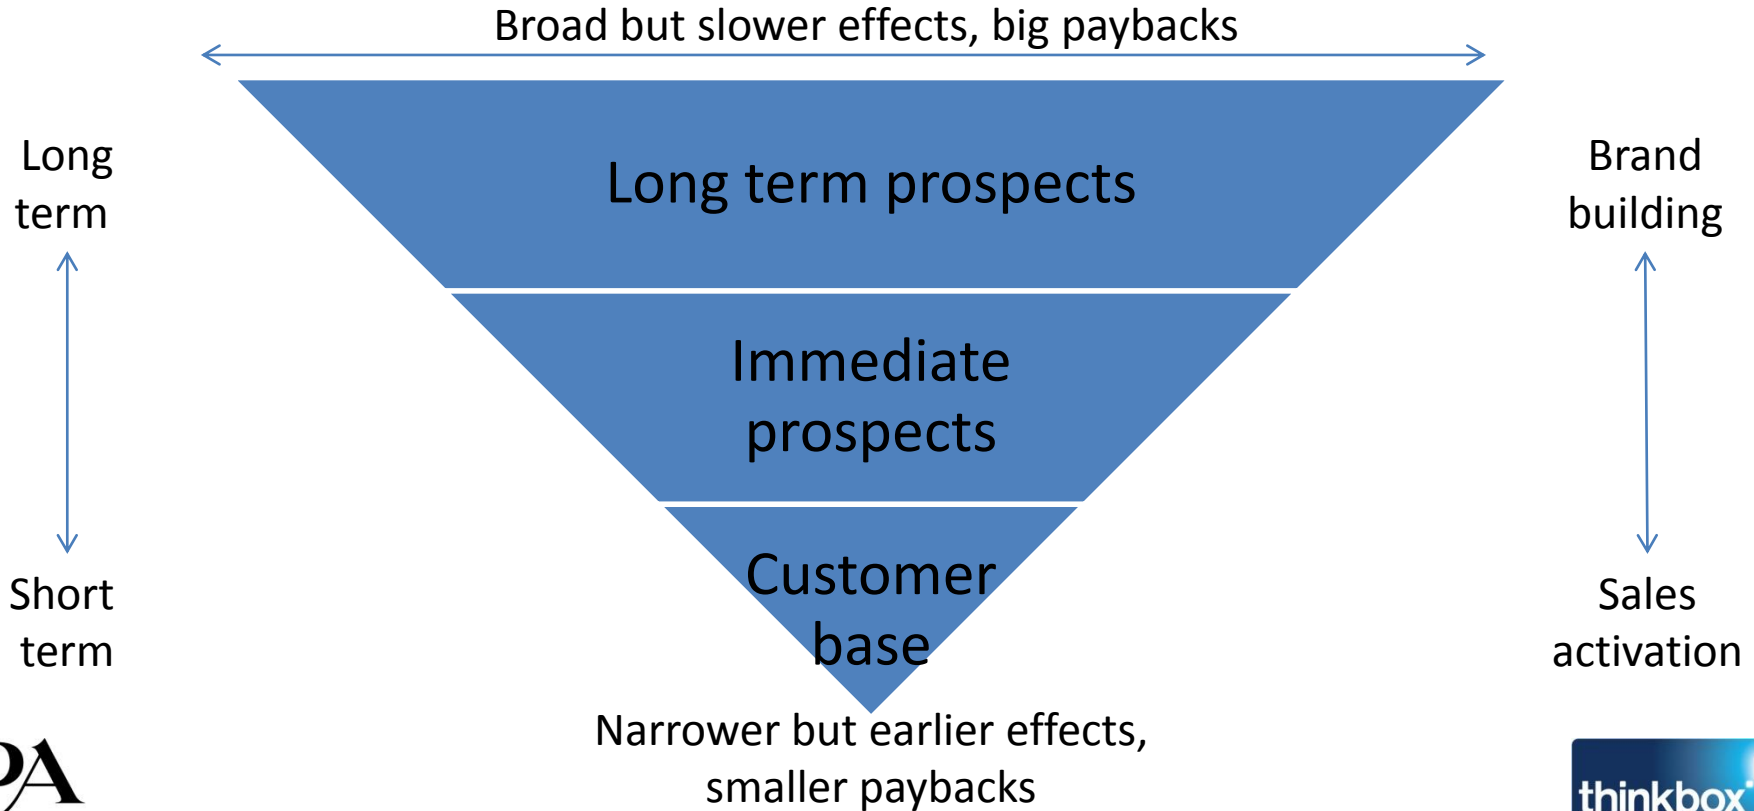 Broad but slower effects, big paybacks
Long
term
Long term prospects
Brand
building
Immediate
prospects
Short
term
Customer
base
Sales
activation
Narrower but earlier effects,
smaller paybacks
PA
thinkbox